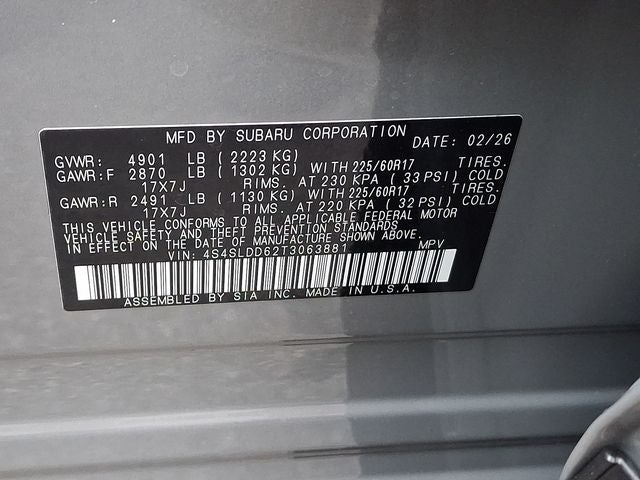 MFD BY SUBARU CORPORATION DATE: 02/26
GVWR: 4901 LB ( 2223 KG)
GAWR:F 2870 LB ( 1302 KG) WITH 225/60R17 TIRES.
17X7J RIMS. AT 230 KPA ( 33 PSI) COLD
GAWR:R 2491 LB ( 1130 KG) WITH 225/60R17 TIRES.
17X7J RIMS. AT 220 KPA ( 32 PSI) COLD
THIS VEHICLE CONFORMS TO ALL APPLICABLE FEDERAL MOTOR
VEHICLE SAFETY AND THEFT PREVENTION STANDARDS
IN EFFECT ON THE DATE OF MANUFACTURE SHOWN ABOVE.
VIN: 4S4SLDD62T3063881 MPV
ASSEMBLED BY SIA INC. MADE IN U.S.A.